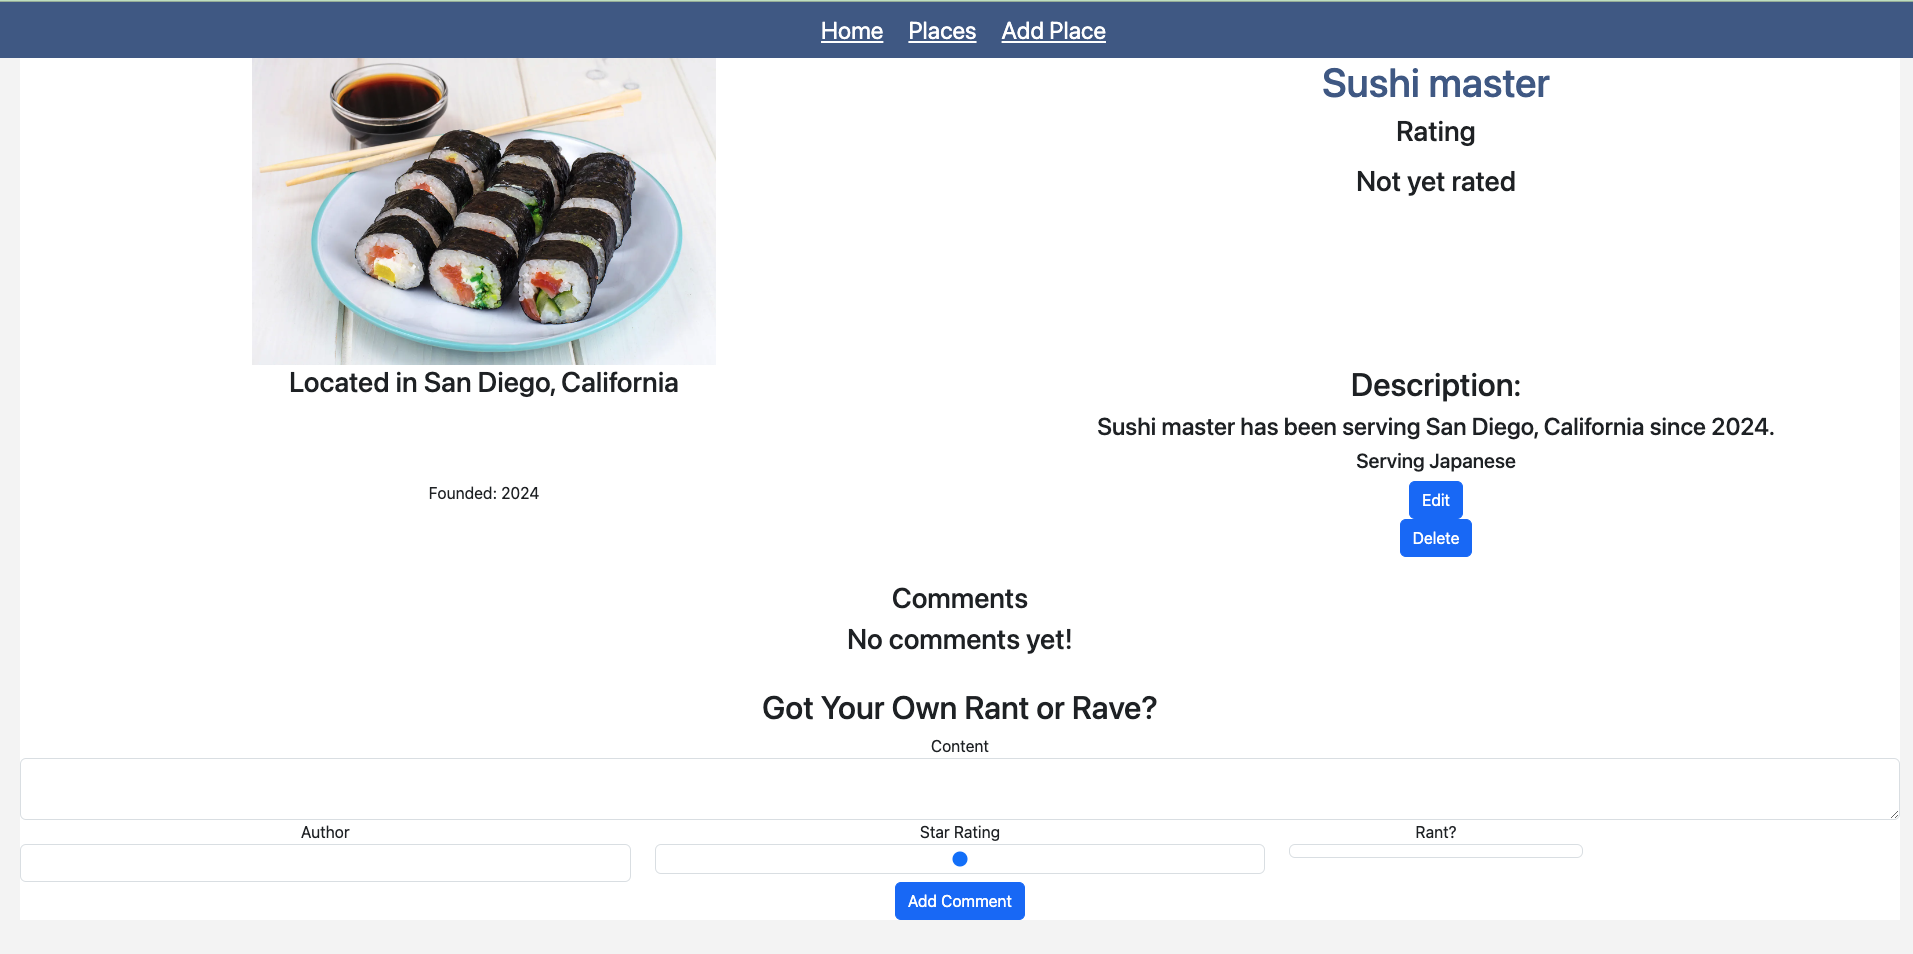 Home Places Add Place
Sushi master
Rating
Not yet rated
Located in San Diego, California
Founded: 2024
Description:
Sushi master has been serving San Diego, California since 2024.
Serving Japanese
Edit
Delete
Comments
No comments yet!
Got Your Own Rant or Rave?
Content
Author
Star Rating
Rant?
Add Comment